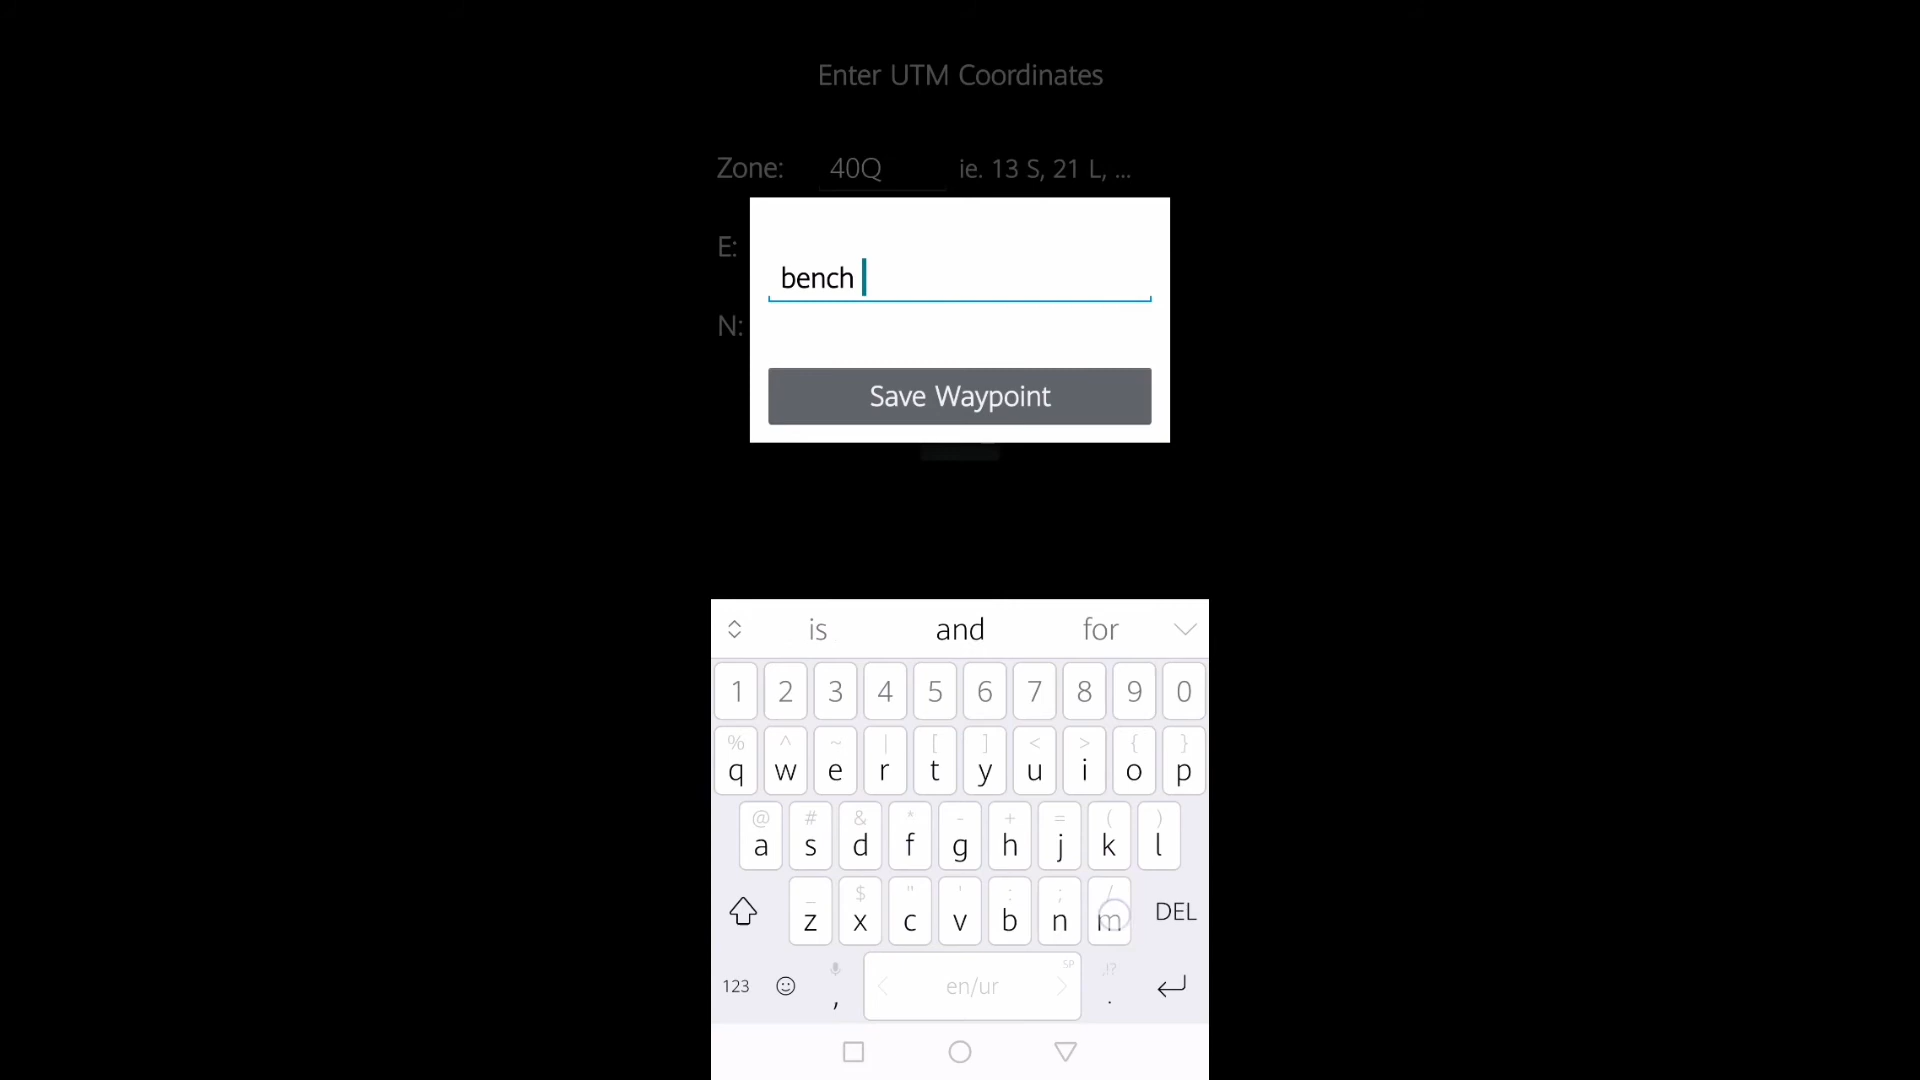 Enter UTM Coordinates
Zone: 40Q ie. 13 S, 21 L, ...
E:
bench
N:
Save Waypoint
is and for
1 2 3 4 5 6 7 8 9 0
% ^ ~ | [ ] < > { }
q w e r t y u i o p
@ # & * - + = ( )
a s d f g h j k l
_ $ " ' : ; /
z x c v b n m DEL
SP ,!?
123 , en/ur .